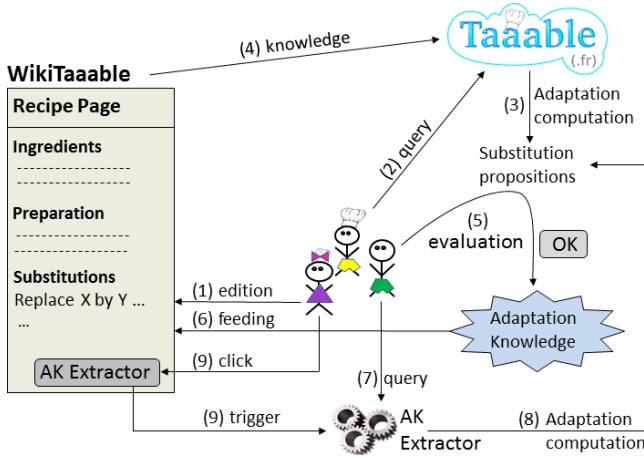 Taaable
(.fr)
(4) knowledge
WikiTaaable
Recipe Page
Ingredients
Preparation
Substitutions
Replace X by Y ...
...
AK Extractor
(2) query
(3) Adaptation
computation
Substitution
propositions
(5)
evaluation
OK
(1) edition
(6) feeding
Adaptation
Knowledge
(9) click
(7) query
(9) trigger
AK
Extractor
(8) Adaptation
computation